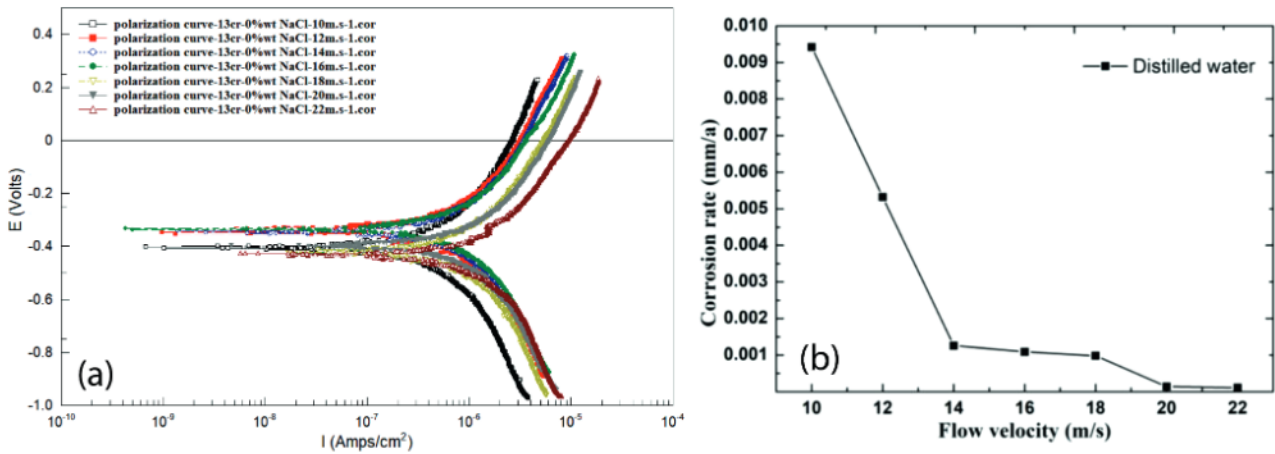 polarization curve-13cr-0%wt NaCl-10m.s-1.cor
polarization curve-13cr-0%wt NaCl-12m.s-1.cor
polarization curve-13cr-0%wt NaCl-14m.s-1.cor
polarization curve-13cr-0%wt NaCl-16m.s-1.cor
polarization curve-13cr-0%wt NaCl-18m.s-1.cor
polarization curve-13cr-0%wt NaCl-20m.s-1.cor
polarization curve-13cr-0%wt NaCl-22m.s-1.cor
0.4
0.2
0
-0.2
-0.4
-0.6
-0.8
-1.0
E (Volts)
(a)
10⁻¹⁰ 10⁻⁹ 10⁻⁸ 10⁻⁷ 10⁻⁶ 10⁻⁵ 10⁻⁴
I (Amps/cm²)
0.010
0.009
0.008
0.007
0.006
0.005
0.004
0.003
0.002
0.001
Corrosion rate (mm/a)
Distilled water
(b)
10 12 14 16 18 20 22
Flow velocity (m/s)